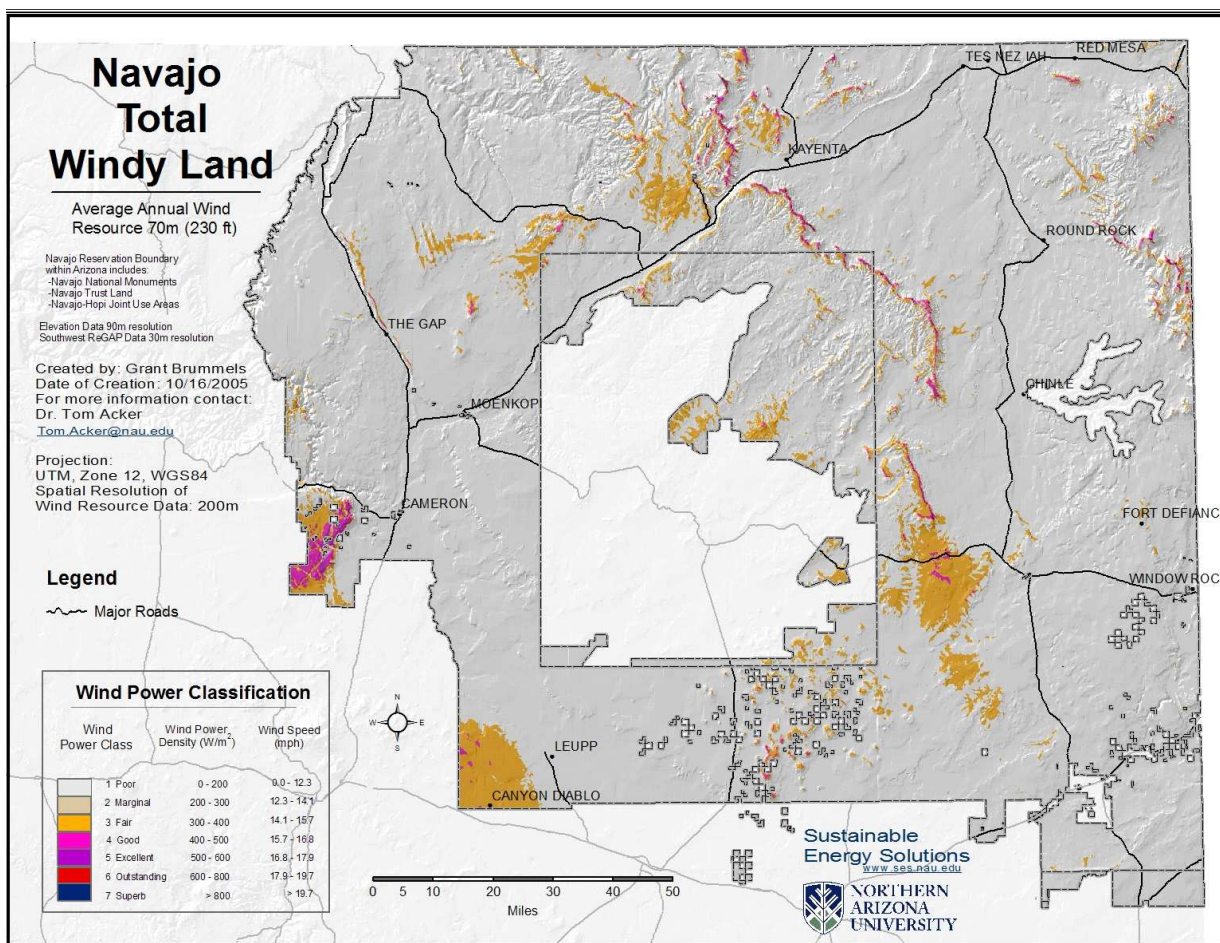 Navajo
Total
Windy Land
Average Annual Wind
Resource 70m (230 ft)
Navajo Reservation Boundary
within Arizona includes:
-Navajo National Monuments
-Navajo Trust Land
-Navajo-Hopi Joint Use Areas
Elevation Data 90m resolution
Southwest ReGAP Data 30m resolution
Created by: Grant Brummels
Date of Creation: 10/16/2005
For more information contact:
Dr. Tom Acker
Tom.Acker@nau.edu
Projection:
UTM, Zone 12, WGS84
Spatial Resolution of
Wind Resource Data: 200m
Legend
Major Roads
Wind Power Classification
Wind Power Class Wind Power Density (W/m²) Wind Speed (mph)
1 Poor 0 - 200 0.0 - 12.3
2 Marginal 200 - 300 12.3 - 14.1
3 Fair 300 - 400 14.1 - 15.7
4 Good 400 - 500 15.7 - 16.8
5 Excellent 500 - 600 16.8 - 17.9
6 Outstanding 600 - 800 17.9 - 19.7
7 Superb > 800 > 19.7
RED MESA
TES NEZ IAH
KAYENTA
ROUND ROCK
THE GAP
CHINLE
MOENKOPI
CAMERON
FORT DEFIANC
WINDOW ROC
LEUPP
CANYON DIABLO
N
W E
S
0 5 10 20 30 40 50
Miles
Sustainable
Energy Solutions
www.ses.nau.edu
NORTHERN
ARIZONA
UNIVERSITY